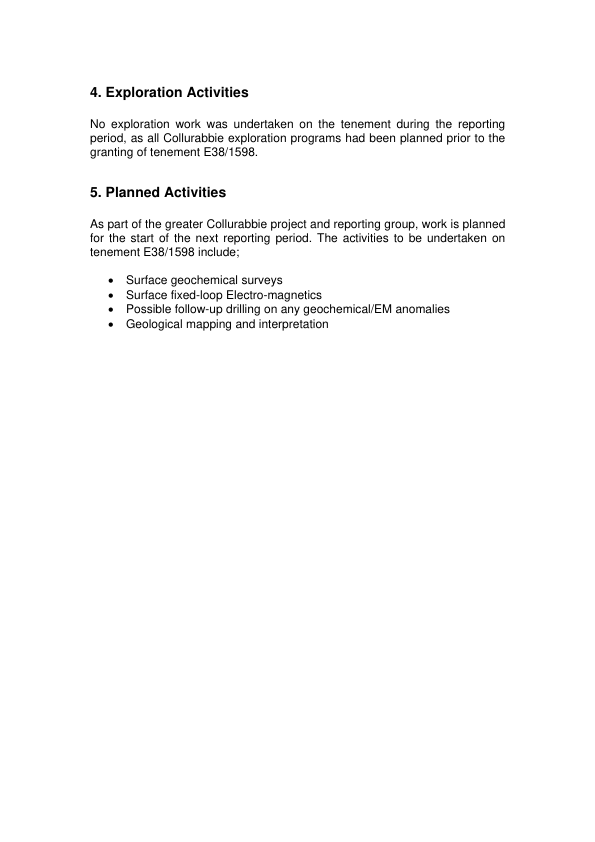 4. Exploration Activities
No exploration work was undertaken on the tenement during the reporting
period, as all Collurabbie exploration programs had been planned prior to the
granting of tenement E38/1598.
5. Planned Activities
As part of the greater Collurabbie project and reporting group, work is planned
for the start of the next reporting period. The activities to be undertaken on
tenement E38/1598 include;
• Surface geochemical surveys
• Surface fixed-loop Electro-magnetics
• Possible follow-up drilling on any geochemical/EM anomalies
• Geological mapping and interpretation